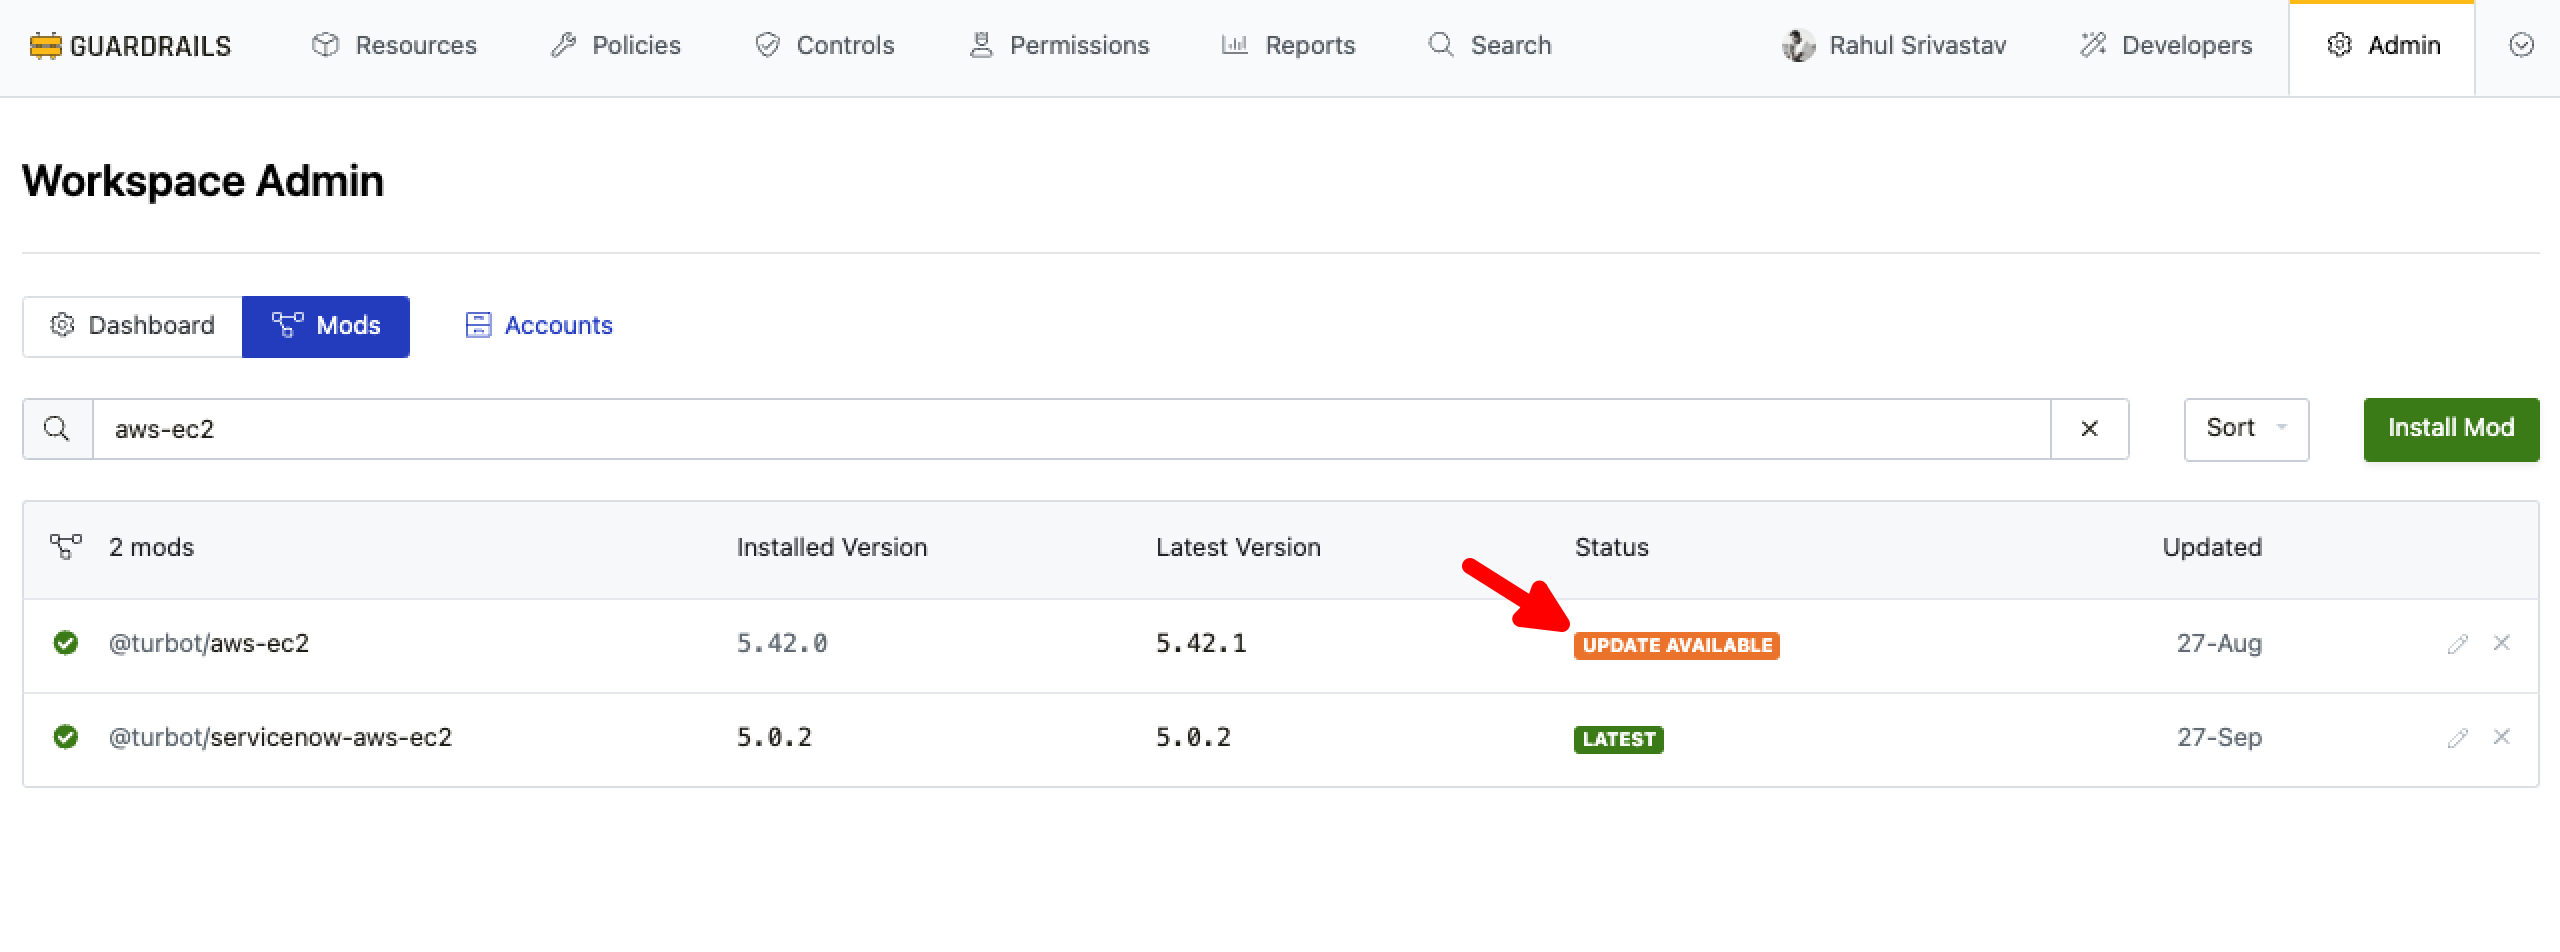 GUARDRAILS Resources Policies Controls Permissions Reports Search Rahul Srivastav Developers Admin
Workspace Admin
Dashboard Mods Accounts
aws-ec2 Sort Install Mod
2 mods Installed Version Latest Version Status Updated
@turbot/aws-ec2 5.42.0 5.42.1 UPDATE AVAILABLE 27-Aug
@turbot/servicenow-aws-ec2 5.0.2 5.0.2 LATEST 27-Sep